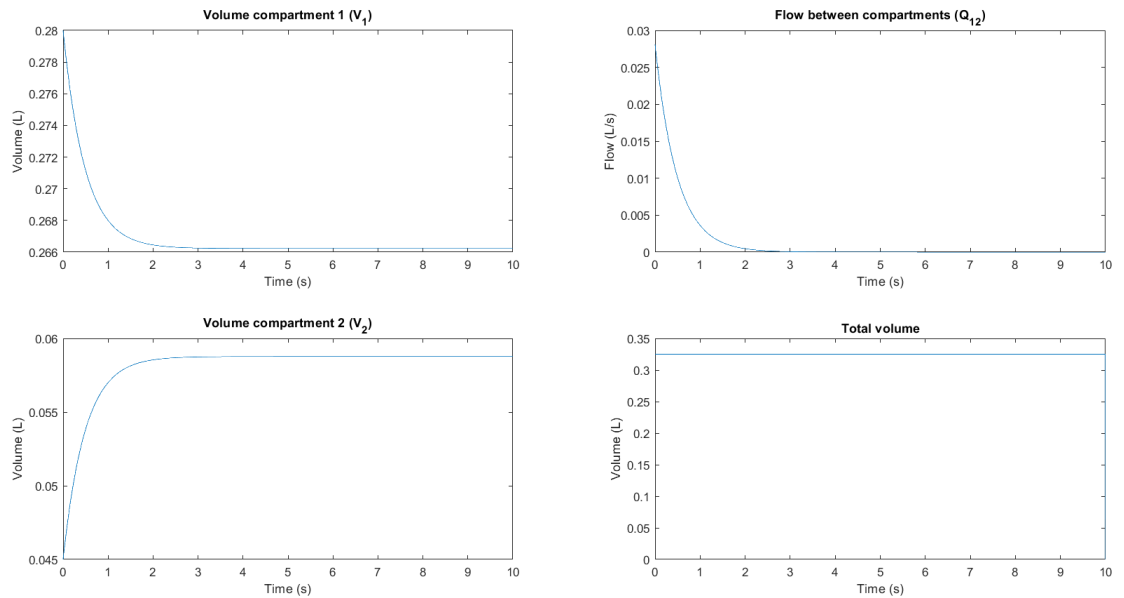 Volume compartment 1 (V1)
0.28
0.278
0.276
0.274
0.272
0.27
0.268
0.266
Volume (L)
0 1 2 3 4 5 6 7 8 9 10
Time (s)
Flow between compartments (Q12)
0.03
0.025
0.02
0.015
0.01
0.005
0
Flow (L/s)
0 1 2 3 4 5 6 7 8 9 10
Time (s)
Volume compartment 2 (V2)
0.06
0.055
0.05
0.045
Volume (L)
0 1 2 3 4 5 6 7 8 9 10
Time (s)
Total volume
0.35
0.3
0.25
0.2
0.15
0.1
0.05
0
Volume (L)
0 1 2 3 4 5 6 7 8 9 10
Time (s)